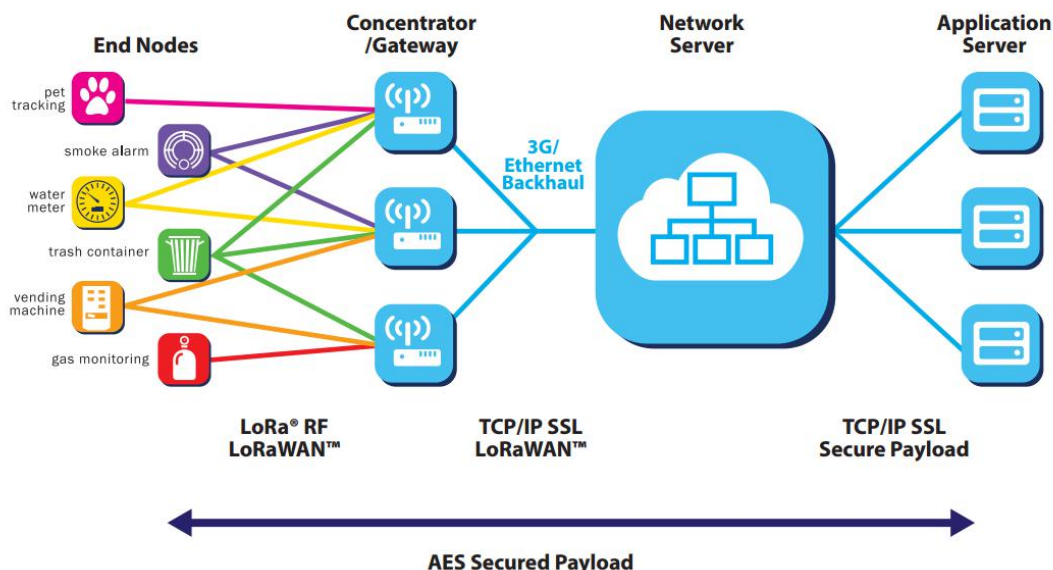 End Nodes
Concentrator
/Gateway
Network
Server
Application
Server
pet
tracking
smoke alarm
water
meter
trash container
vending
machine
gas monitoring
3G/
Ethernet
Backhaul
LoRa® RF
LoRaWAN™
TCP/IP SSL
LoRaWAN™
TCP/IP SSL
Secure Payload
AES Secured Payload